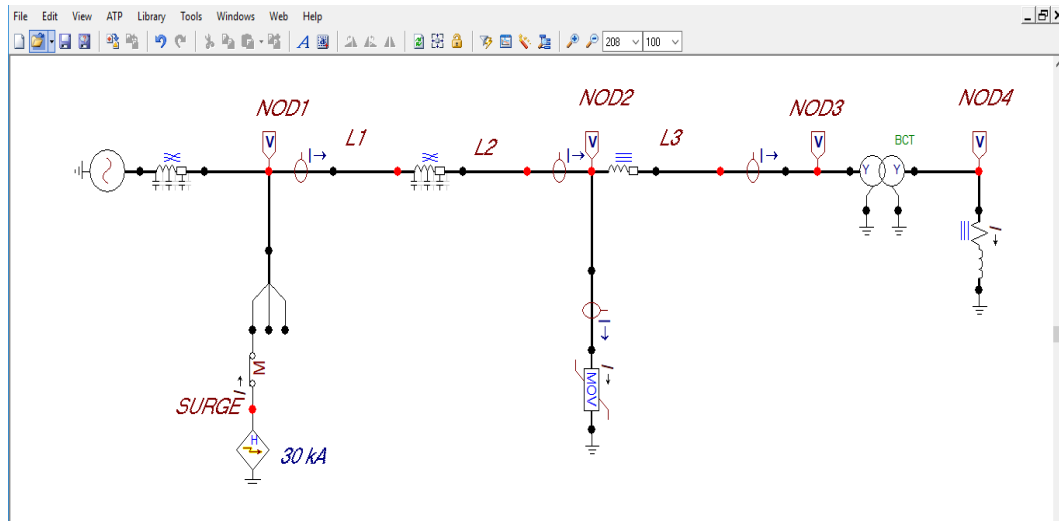 File Edit View ATP Library Tools Windows Web Help
A 208 100
NOD1 NOD2 NOD3 NOD4
V V V V
BCT
I L1 L2 I L3 I
Y Y
I
I
I
M
MOV
I
SURGE
H
30 kA